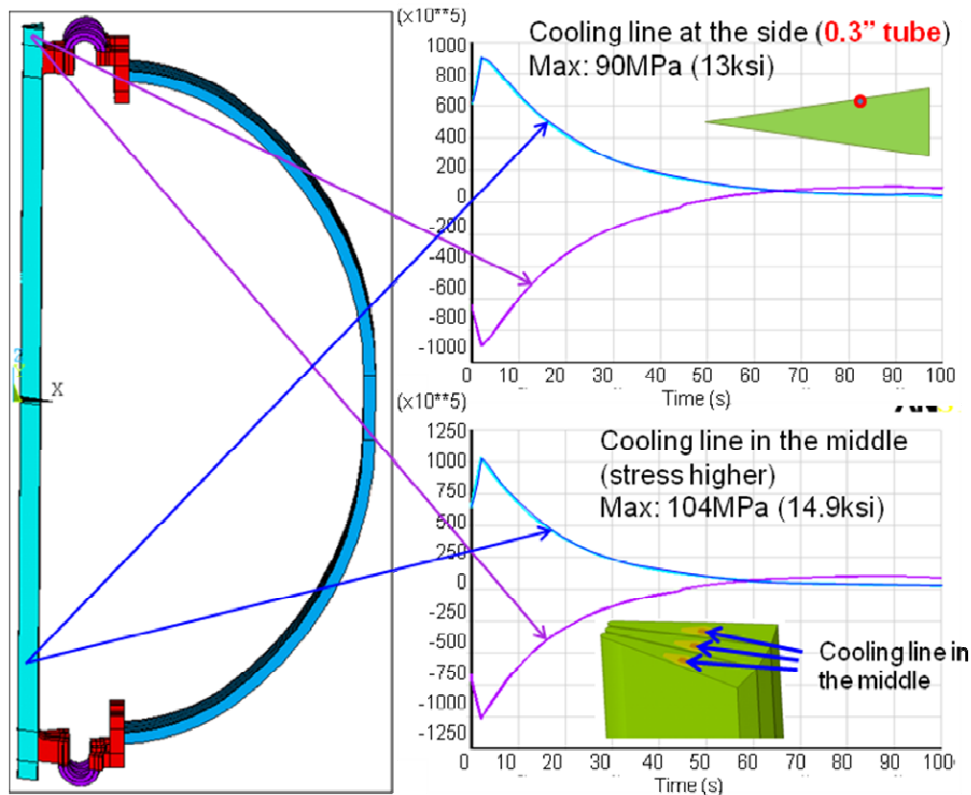 (x10**5)
Cooling line at the side (0.3" tube)
Max: 90MPa (13ksi)
1000
800
600
400
200
0
-200
-400
-600
-800
-1000
0 10 20 30 40 50 60 70 80 90 100
Time (s)
X
(x10**5)
Cooling line in the middle
(stress higher)
Max: 104MPa (14.9ksi)
1250
1000
750
500
250
0
-250
-500
-750
-1000
-1250
Cooling line in
the middle
0 10 20 30 40 50 60 70 80 90 100
Time (s)